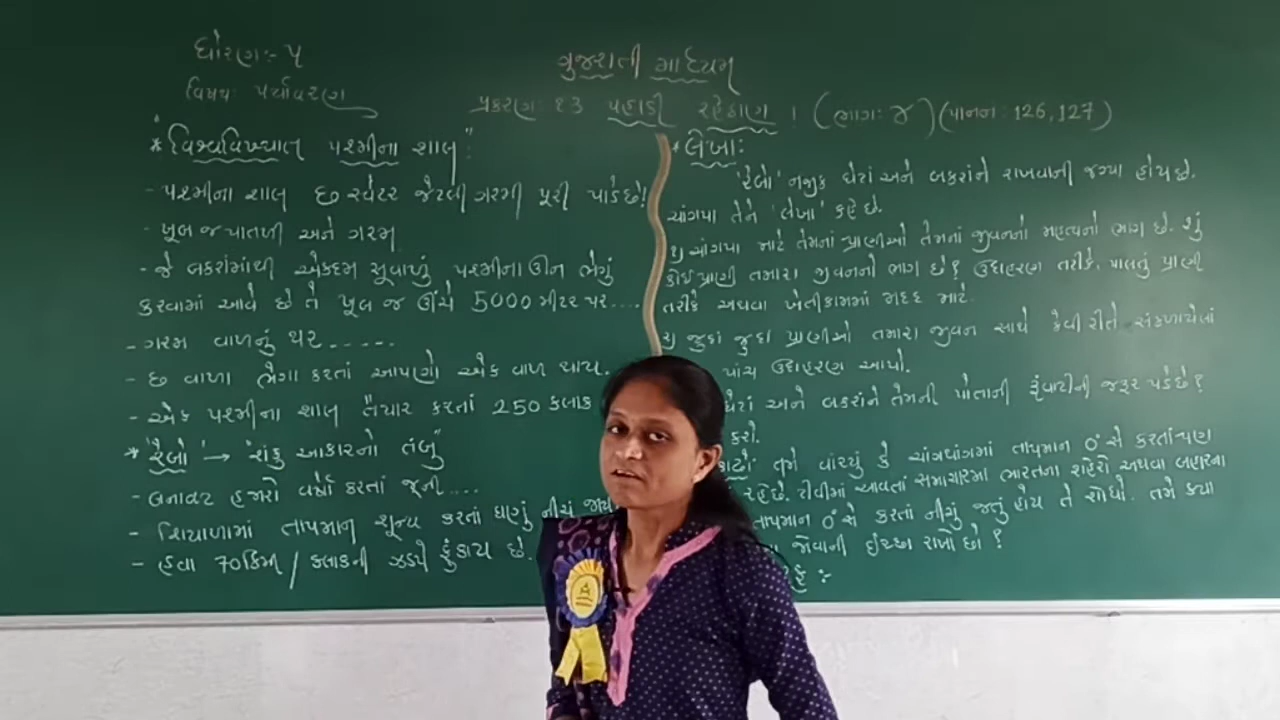 ધોરણ:- ૫
વિષય: પર્યાવરણ
ગુજરાતી માધ્યમ
પ્રકરણ: ૧૩ પહાડી રહેઠાણ । (ભાગ: ૪) (પાનન: 126, 127)
* "વિશ્વવિખ્યાત પશ્મીના શાલ":
- પશ્મીના શાલ છ સ્વેટર જેટલી ગરમી પૂરી પાડે છે!
- ખૂબ જ પાતળી અને ગરમ
- જે બકરાંમાંથી એકદમ સુવાળું પશ્મીના ઊન ભેગું
કરવામાં આવે છે તે ખૂબ જ ઊંચે 5000 મીટર પર....
- ગરમ વાળનું થર.....
- છ વાળા ભેગા કરતાં આપણો એક વાળ થાય.
- એક પશ્મીના શાલ તૈયાર કરતાં 250 કલાક
* 'રેબો' → "શંકુ આકારનો તંબુ"
- બનાવટ હજારો વર્ષો કરતાં જૂની....
- શિયાળામાં તાપમાન શૂન્ય કરતાં ઘણું નીચું
- હવા 70 કિમી / કલાકની ઝડપે ફુંકાય છે.
* લેખા:
'રેબો' નજીક ઘેટાં અને બકરાંને રાખવાની જગ્યા હોય છે.
ચાંગપા તેને 'લેખા' કહે છે.
૧) ચાંગપા માટે તેમનાં પ્રાણીઓ તેમનાં જીવનનો મહત્વનો ભાગ છે. શું
કોઈ પ્રાણી તમારા જીવનનો ભાગ છે? ઉદાહરણ તરીકે, પાલતું પ્રાણી
તરીકે અથવા ખેતીકામમાં મદદ માટે.
૨) જુદાં જુદાં પ્રાણીઓ તમારા જીવન સાથે કેવી રીતે સંકળાયેલાં
પાંચ ઉદાહરણ આપો.
ઘેટાં અને બકરાંને તેમની પોતાની રૂંવાટીની જરૂર પડે છે?
કરો.
તમે વાંચ્યું કે ચાંગથાંગમાં તાપમાન 0° સે કરતાં પણ
રહે છે. ટીવીમાં આવતાં સમાચારમાં ભારતના શહેરો અથવા બહારના
તાપમાન 0° સે કરતાં નીચું જતું હોય તે શોધો. તમે ક્યા
જોવાની ઈચ્છા રાખો છો?